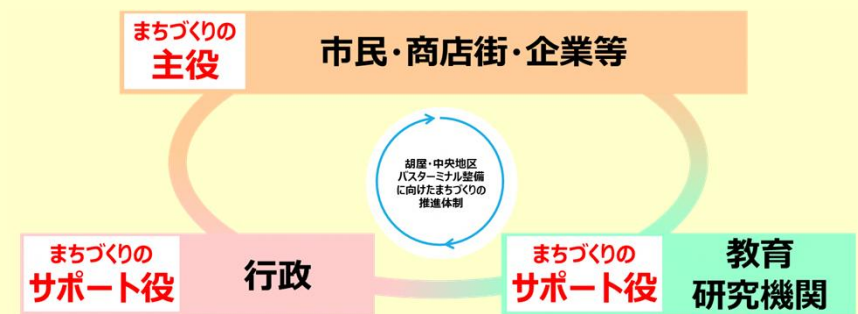 まちづくりの
主役
市民・商店街・企業等
胡屋・中央地区
バスターミナル整備
に向けたまちづくりの
推進体制
まちづくりの
サポート役
行政
まちづくりの
サポート役
教育
研究機関